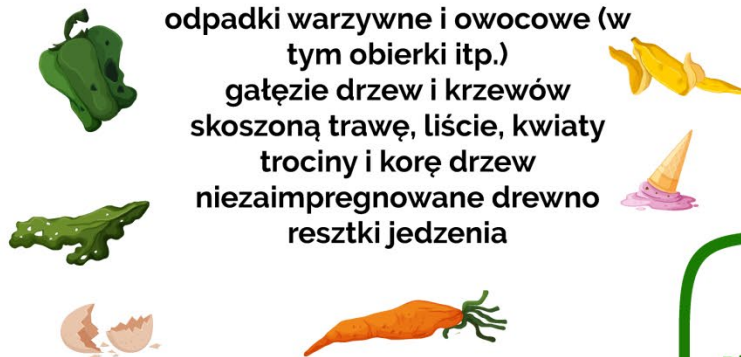 odpadki warzywne i owocowe (w
tym obierki itp.)
gałęzie drzew i krzewów
skoszoną trawę, liście, kwiaty
trociny i korę drzew
niezaimpregnowane drewno
resztki jedzenia